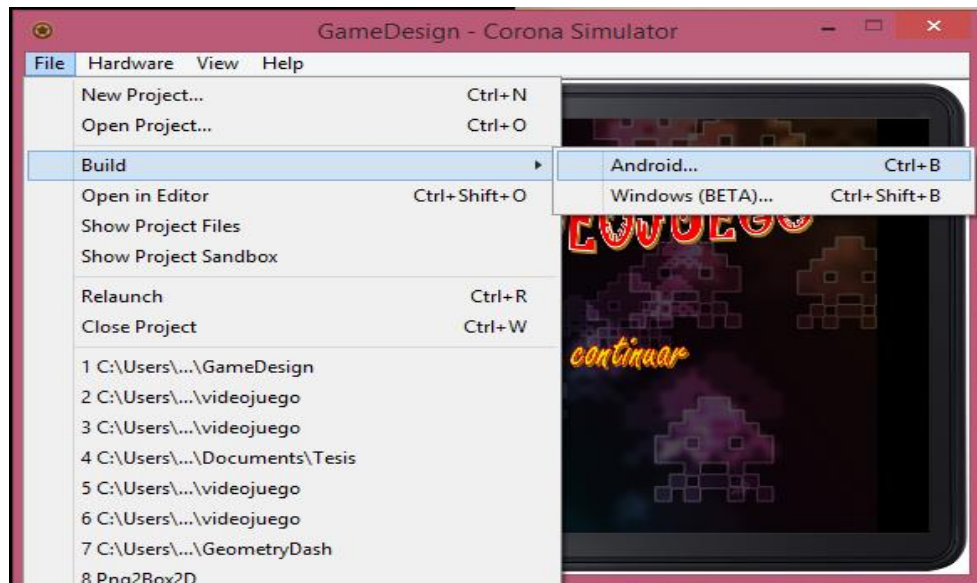 GameDesign - Corona Simulator
File Hardware View Help
New Project... Ctrl+N
Open Project... Ctrl+O
Build
Android... Ctrl+B
Open in Editor Ctrl+Shift+O
Windows (BETA)... Ctrl+Shift+B
Show Project Files
Show Project Sandbox
Relaunch Ctrl+R
Close Project Ctrl+W
continuar
1 C:\Users\...\GameDesign
2 C:\Users\...\videojuego
3 C:\Users\...\videojuego
4 C:\Users\...\Documents\Tesis
5 C:\Users\...\videojuego
6 C:\Users\...\videojuego
7 C:\Users\...\GeometryDash
8 Png2Box2D